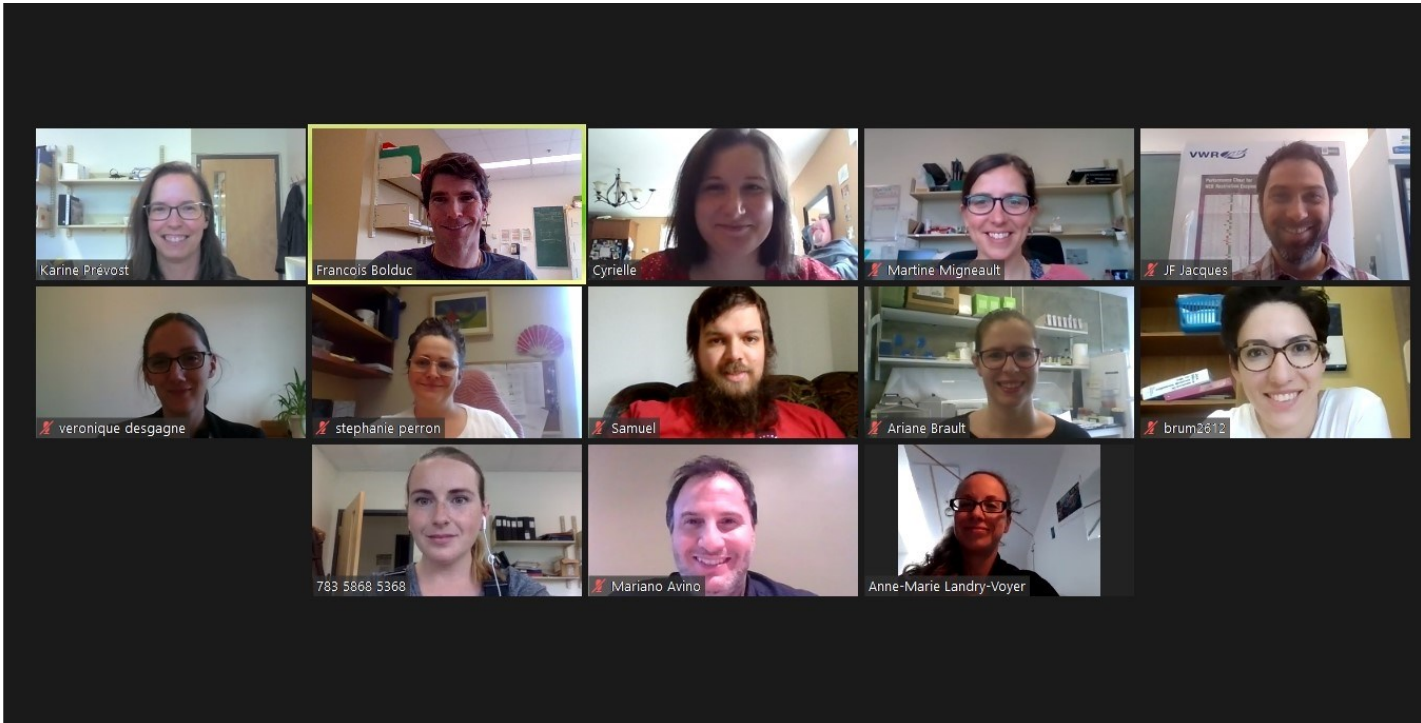 VWR
Karine Prévost
Francois Bolduc
Cyrielle
Martine Migneault
JF Jacques
veronique desgagne
stephanie perron
Samuel
Ariane Brault
brum2612
783 5868 5368
Mariano Avino
Anne-Marie Landry-Voyer